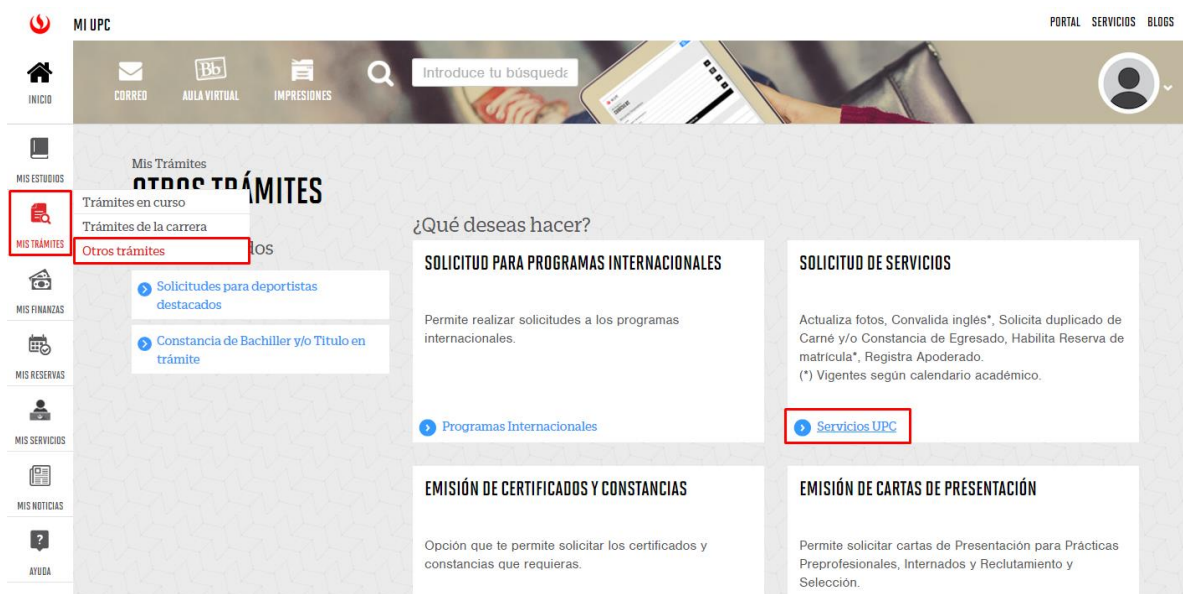 MI UPC
PORTAL SERVICIOS BLOGS
INICIO
CORREO
Bb
AULA VIRTUAL
IMPRESIONES
Introduce tu búsqueda
MIS ESTUDIOS
Mis Trámites
OTROS TRÁMITES
MIS TRÁMITES
Trámites en curso
Trámites de la carrera
Otros trámites
¿Qué deseas hacer?
MIS FINANZAS
Solicitudes para deportistas
destacados
Constancia de Bachiller y/o Titulo en
trámite
SOLICITUD PARA PROGRAMAS INTERNACIONALES
Permite realizar solicitudes a los programas
internacionales.
Programas Internacionales
SOLICITUD DE SERVICIOS
Actualiza fotos, Convalida inglés*, Solicita duplicado de
Carné y/o Constancia de Egresado, Habilita Reserva de
matrícula*, Registra Apoderado.
(*) Vigentes según calendario académico.
Servicios UPC
MIS RESERVAS
MIS SERVICIOS
MIS NOTICIAS
?
AYUDA
EMISIÓN DE CERTIFICADOS Y CONSTANCIAS
Opción que te permite solicitar los certificados y
constancias que requieras.
EMISIÓN DE CARTAS DE PRESENTACIÓN
Permite solicitar cartas de Presentación para Prácticas
Preprofesionales, Internados y Reclutamiento y
Selección.